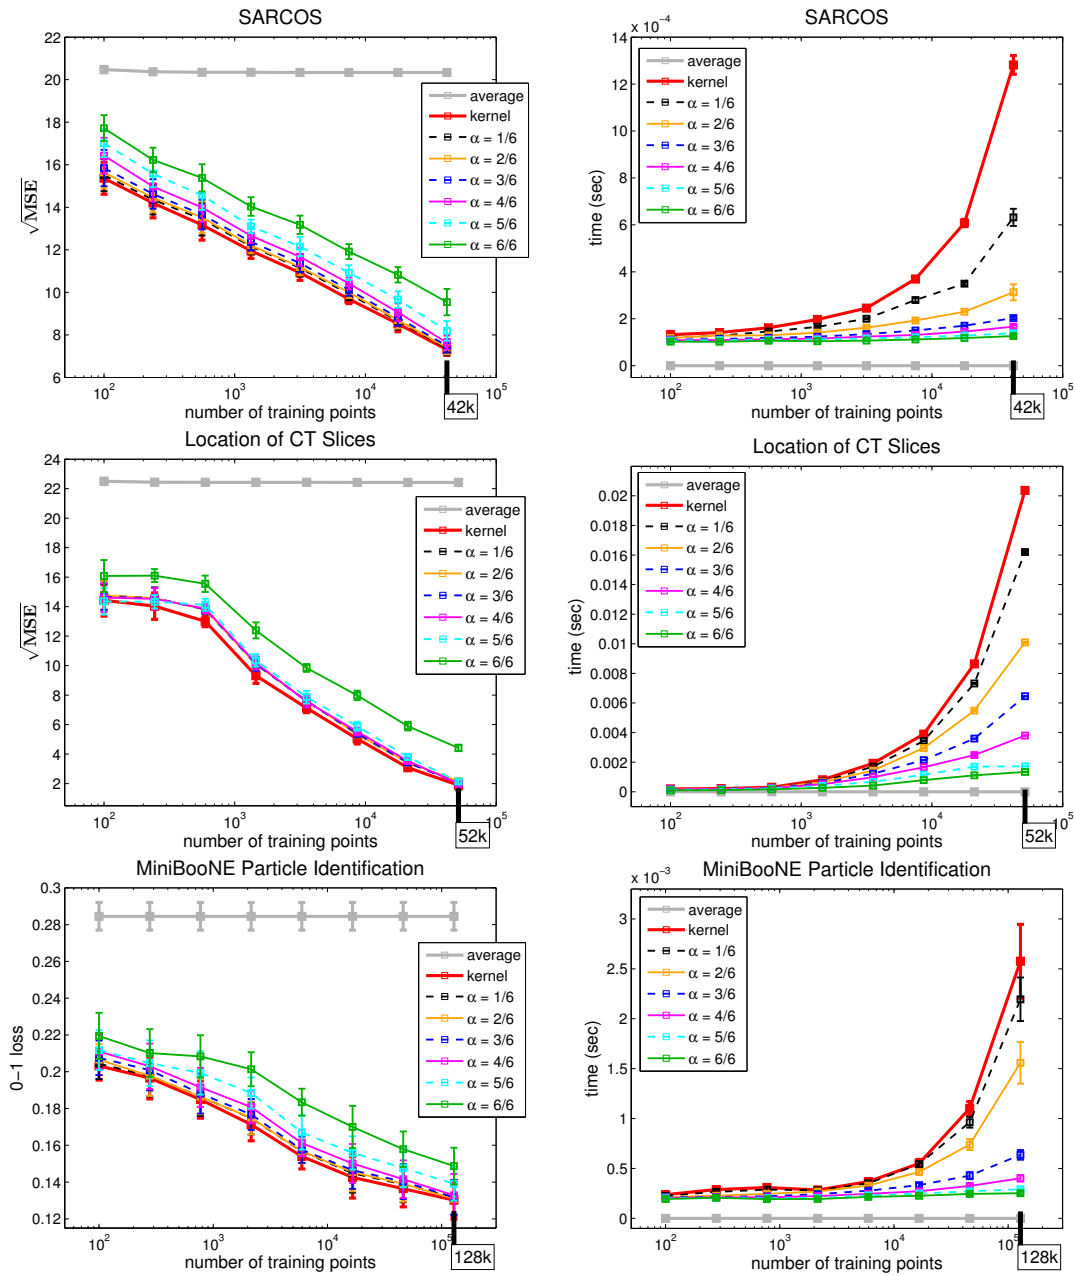 SARCOS
22
20
18
16
14
12
10
8
6
√MSE
10^2
10^3
10^4
10^5
number of training points
42k
average
kernel
α = 1/6
α = 2/6
α = 3/6
α = 4/6
α = 5/6
α = 6/6
SARCOS
x 10^-4
14
12
10
8
6
4
2
0
time (sec)
10^2
10^3
10^4
10^5
number of training points
42k
average
kernel
α = 1/6
α = 2/6
α = 3/6
α = 4/6
α = 5/6
α = 6/6
Location of CT Slices
24
22
20
18
16
14
12
10
8
6
4
2
√MSE
10^2
10^3
10^4
10^5
number of training points
52k
average
kernel
α = 1/6
α = 2/6
α = 3/6
α = 4/6
α = 5/6
α = 6/6
Location of CT Slices
0.02
0.018
0.016
0.014
0.012
0.01
0.008
0.006
0.004
0.002
0
time (sec)
10^2
10^3
10^4
10^5
number of training points
52k
average
kernel
α = 1/6
α = 2/6
α = 3/6
α = 4/6
α = 5/6
α = 6/6
MiniBooNE Particle Identification
0.3
0.28
0.26
0.24
0.22
0.2
0.18
0.16
0.14
0.12
0−1 loss
10^2
10^3
10^4
10^5
number of training points
128k
average
kernel
α = 1/6
α = 2/6
α = 3/6
α = 4/6
α = 5/6
α = 6/6
MiniBooNE Particle Identification
x 10^-3
3
2.5
2
1.5
1
0.5
0
time (sec)
10^2
10^3
10^4
10^5
number of training points
128k
average
kernel
α = 1/6
α = 2/6
α = 3/6
α = 4/6
α = 5/6
α = 6/6